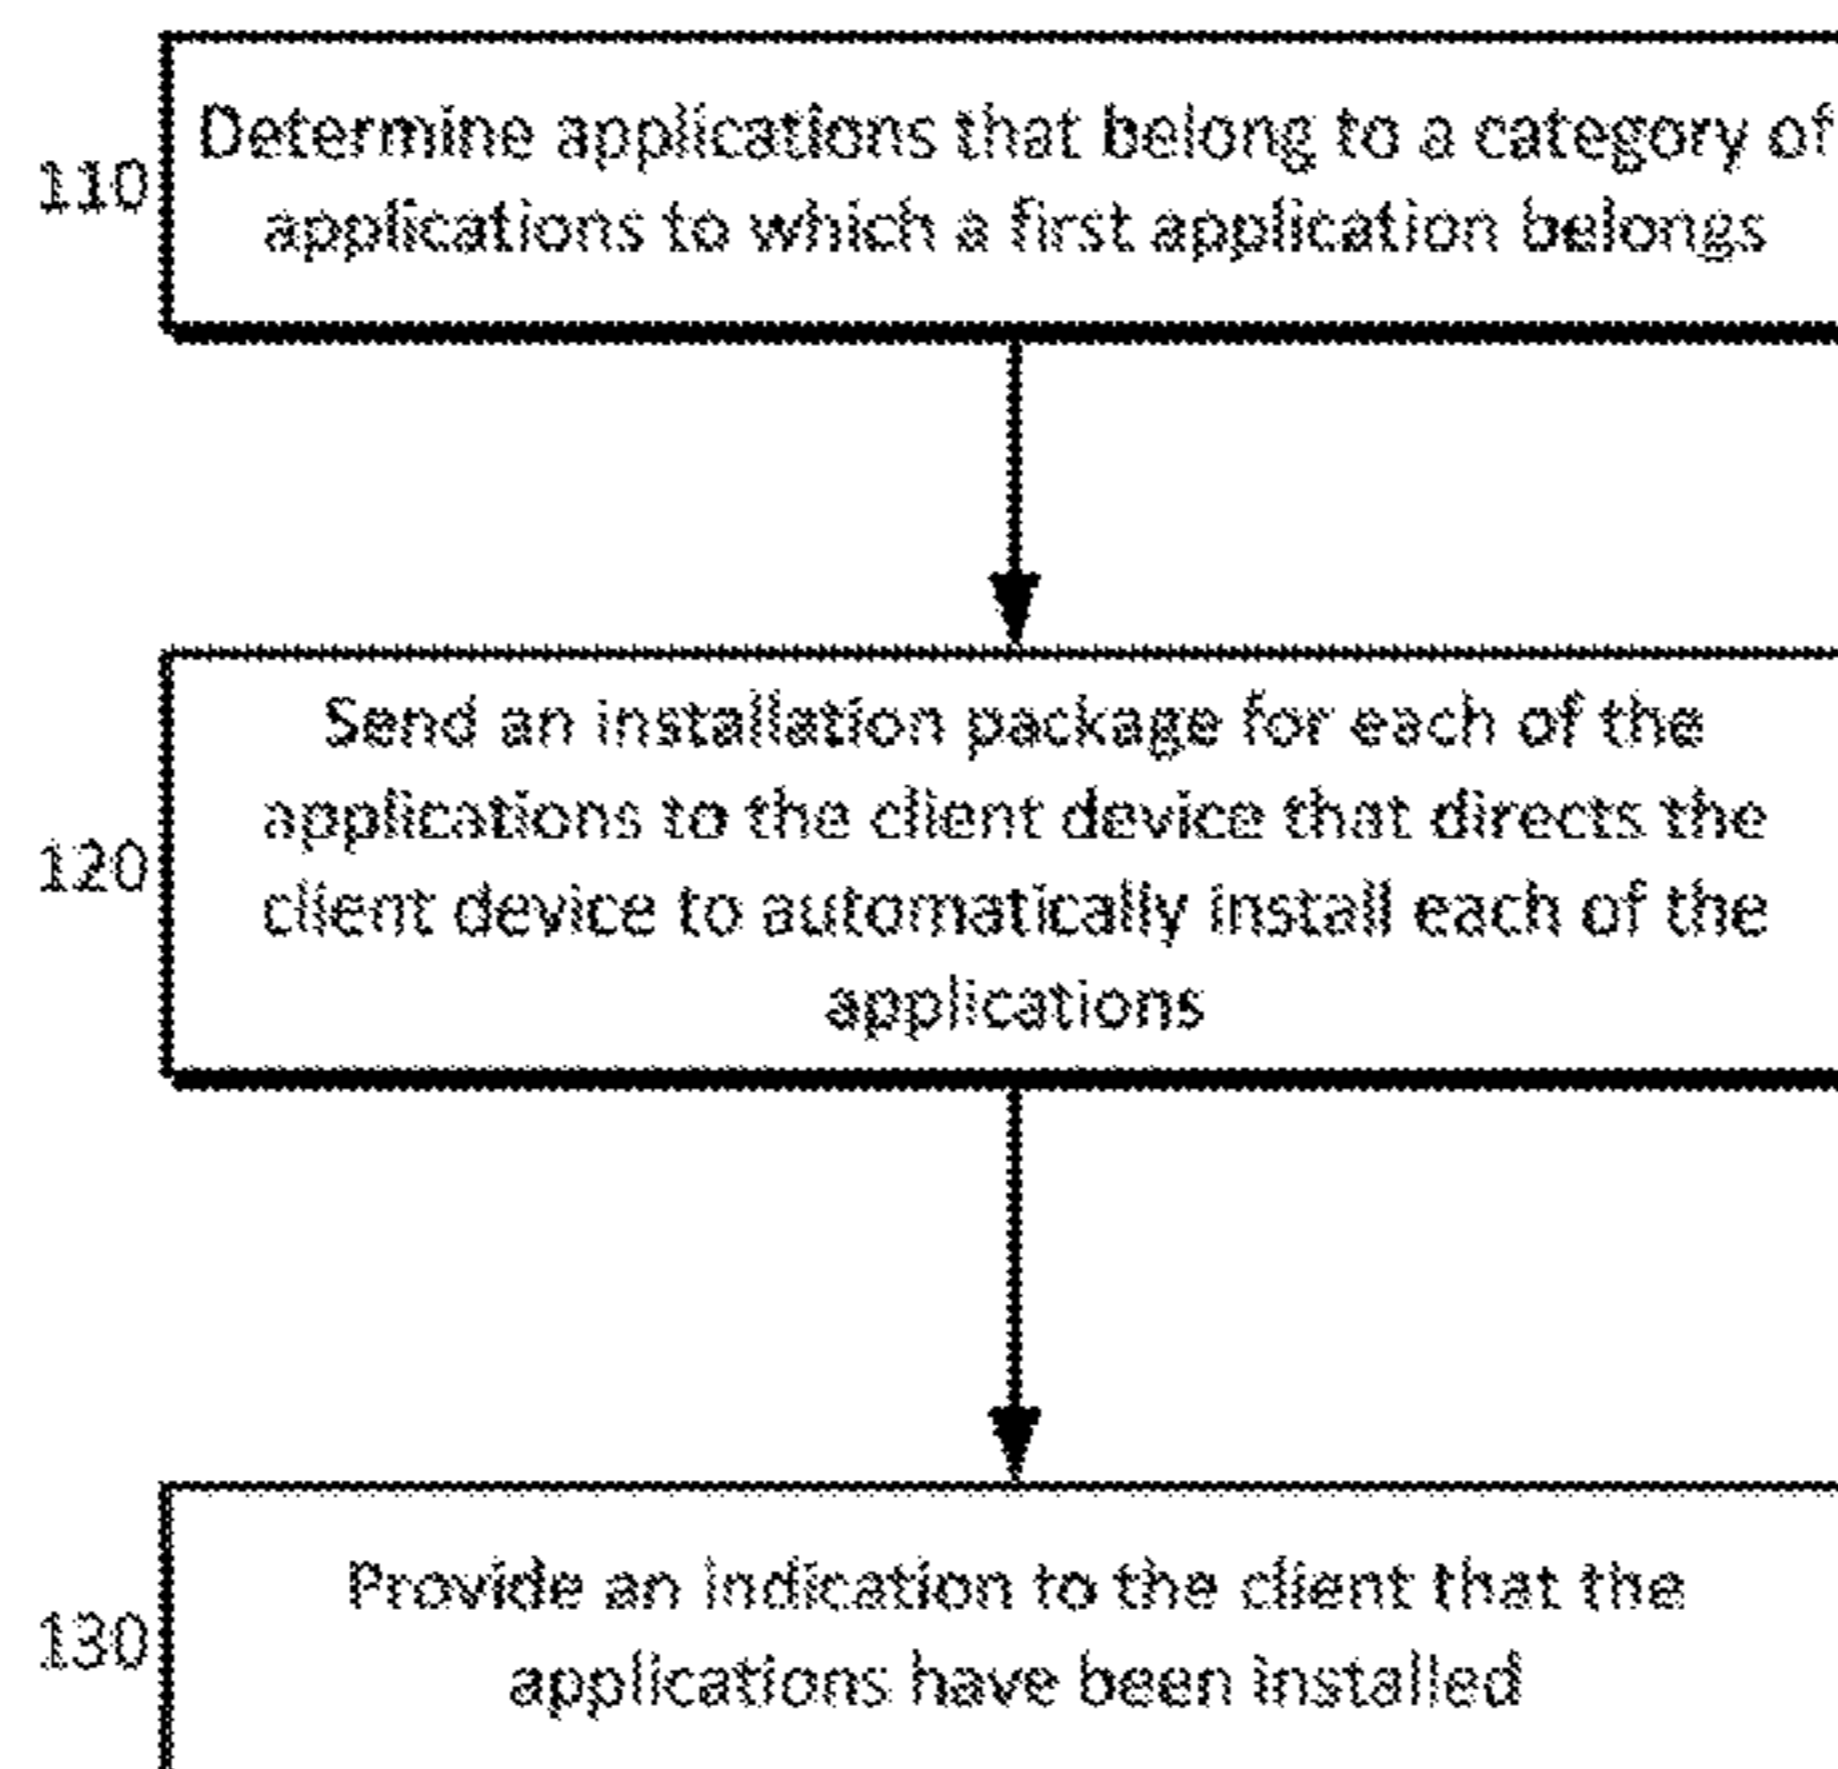 Determine applications that belong to a category of
110
applications to which a first application belongs
Send an installation package for each of the
applications to the client device that directs the
120
client device to automatically install each of the
applications
Provide an indication to the client that the
130
applications have been installed